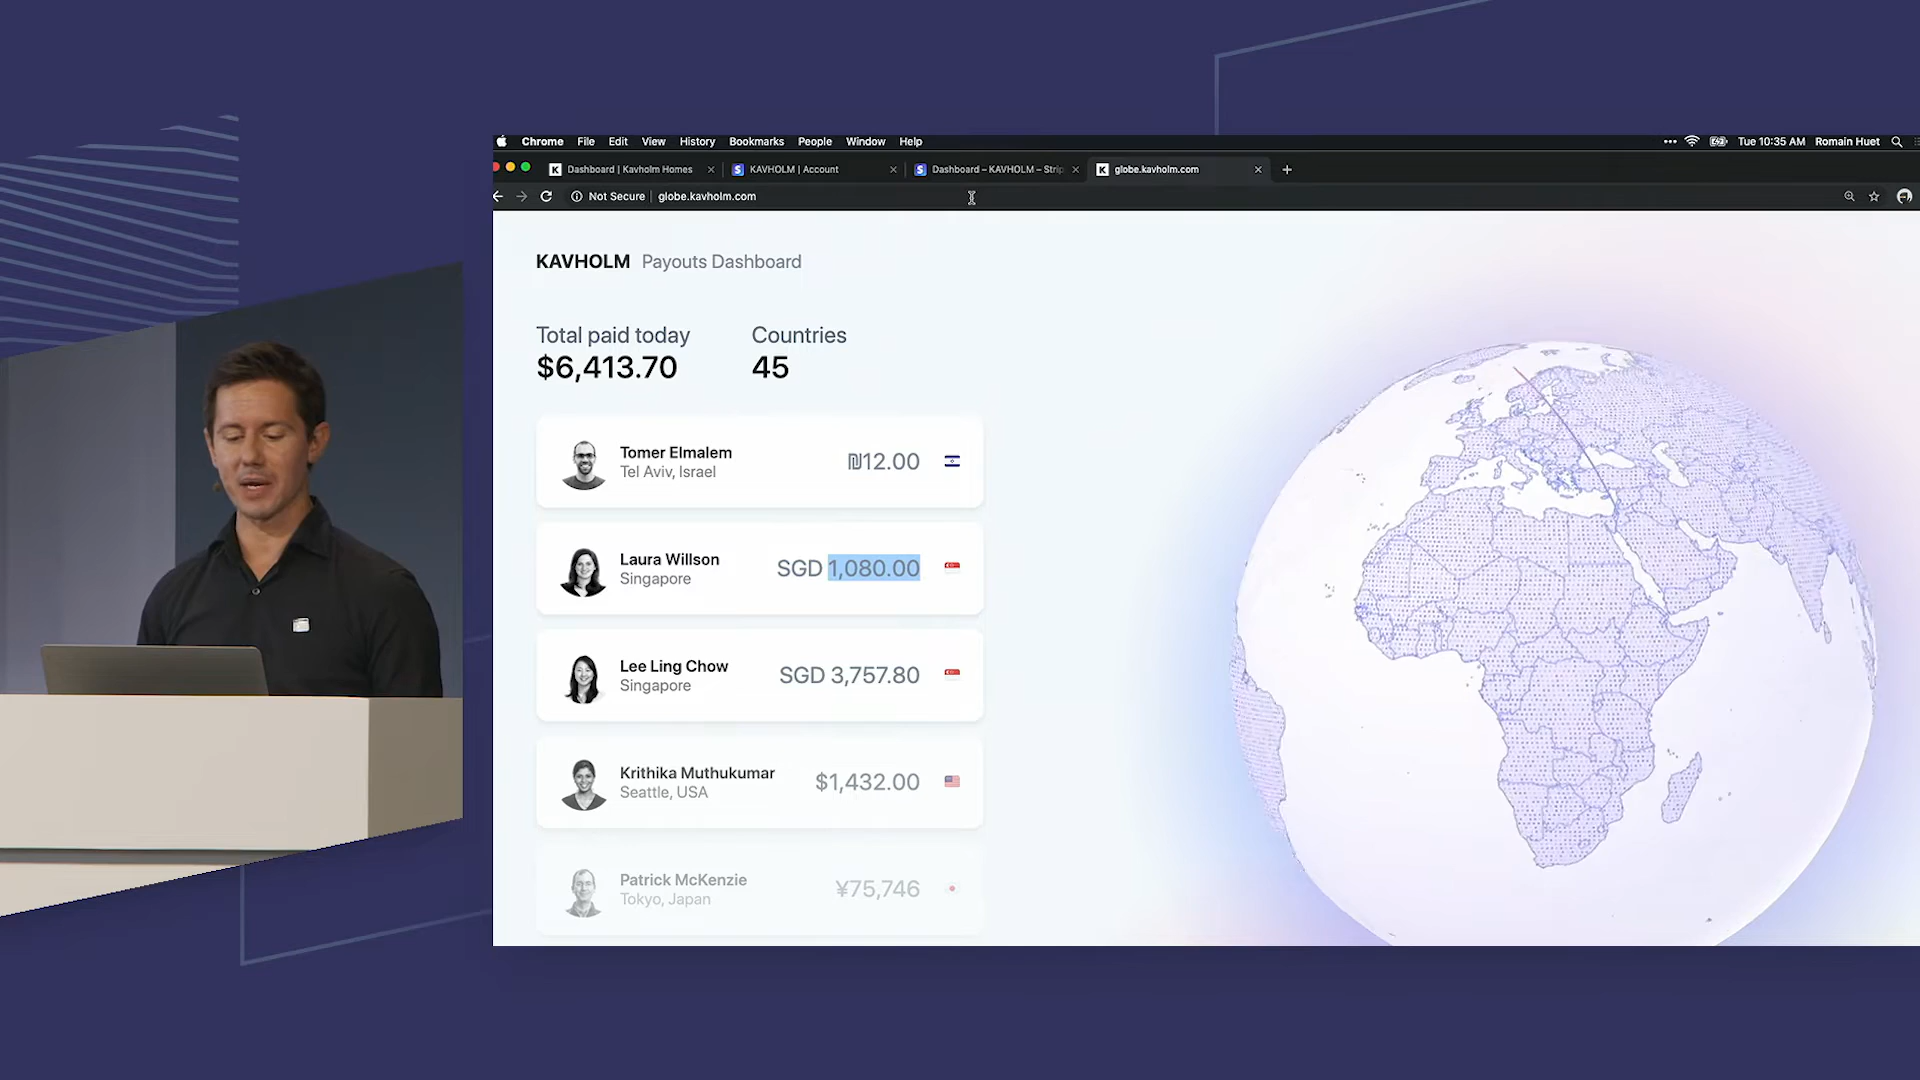 Chrome File Edit View History Bookmarks People Window Help
Tue 10:35 AM Romain Huet
Dashboard | Kavholm Homes
KAVHOLM | Account
Dashboard – KAVHOLM – Strip
globe.kavholm.com
Not Secure globe.kavholm.com
KAVHOLM Payouts Dashboard
Total paid today
$6,413.70
Countries
45
Tomer Elmalem
Tel Aviv, Israel
₪12.00
Laura Willson
Singapore
SGD 1,080.00
Lee Ling Chow
Singapore
SGD 3,757.80
Krithika Muthukumar
Seattle, USA
$1,432.00
Patrick McKenzie
Tokyo, Japan
¥75,746